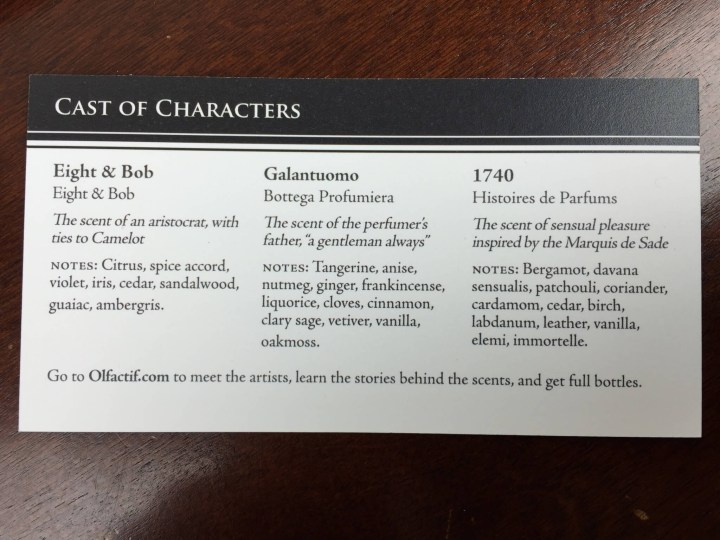 CAST OF CHARACTERS
Eight & Bob
Eight & Bob
The scent of an aristocrat, with
ties to Camelot
NOTES: Citrus, spice accord,
violet, iris, cedar, sandalwood,
guaiac, ambergris.
Galantuomo
Bottega Profumiera
The scent of the perfumer's
father, "a gentleman always"
NOTES: Tangerine, anise,
nutmeg, ginger, frankincense,
liquorice, cloves, cinnamon,
clary sage, vetiver, vanilla,
oakmoss.
1740
Histoires de Parfums
The scent of sensual pleasure
inspired by the Marquis de Sade
NOTES: Bergamot, davana
sensualis, patchouli, coriander,
cardamom, cedar, birch,
labdanum, leather, vanilla,
elemi, immortelle.
Go to Olfactif.com to meet the artists, learn the stories behind the scents, and get full bottles.